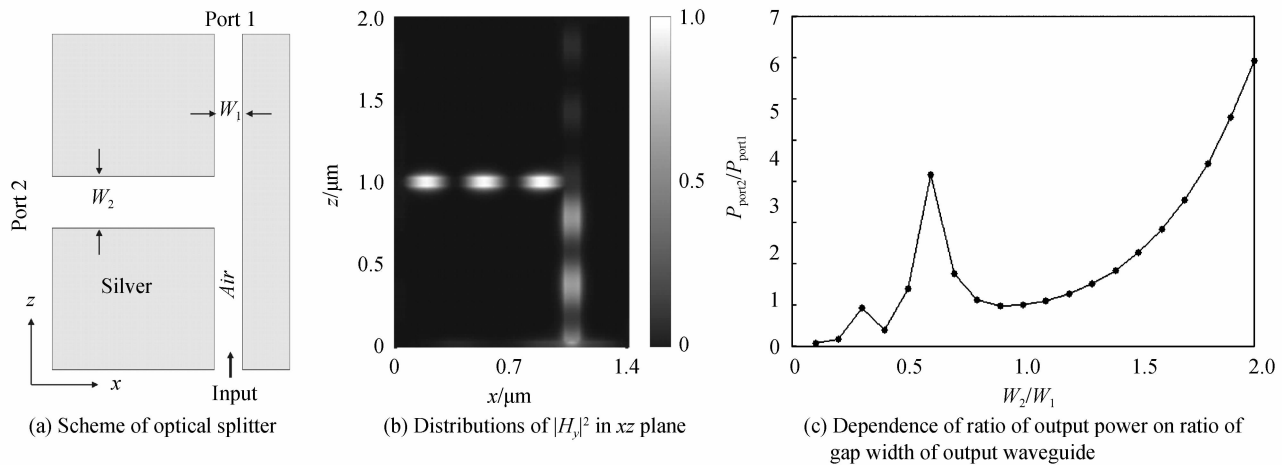 Port 1
W₁
W₂
Port 2
Silver
Air
z
x
Input
(a) Scheme of optical splitter
2.0
1.5
1.0
0.5
0
z/μm
0
0.7
1.4
x/μm
1.0
0.5
0
(b) Distributions of |H_y|² in xz plane
7
6
5
4
3
2
1
0
P_port2/P_port1
0
0.5
1.0
1.5
2.0
W₂/W₁
(c) Dependence of ratio of output power on ratio of
gap width of output waveguide